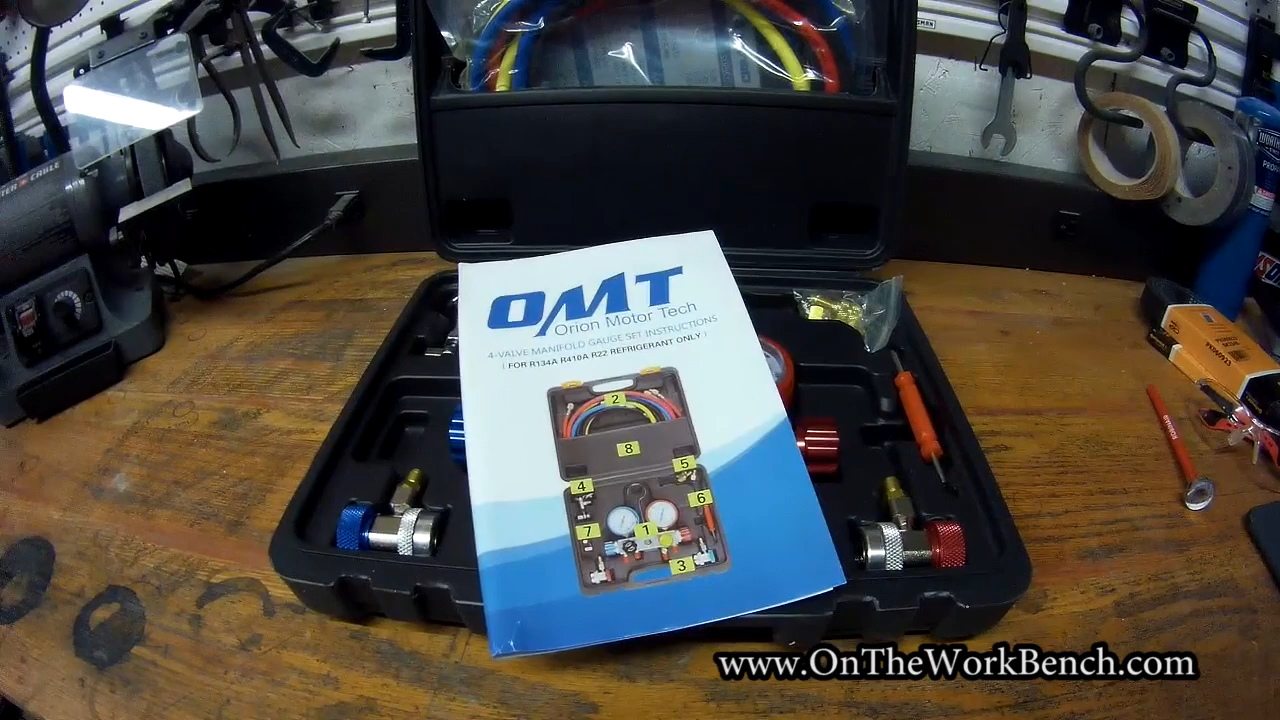 OMT
Orion Motor Tech
4-VALVE MANIFOLD GAUGE SET INSTRUCTIONS
( FOR R134A R410A R22 REFRIGERANT ONLY )
2
8
5
4
6
7
1
3
www.OnTheWorkBench.com